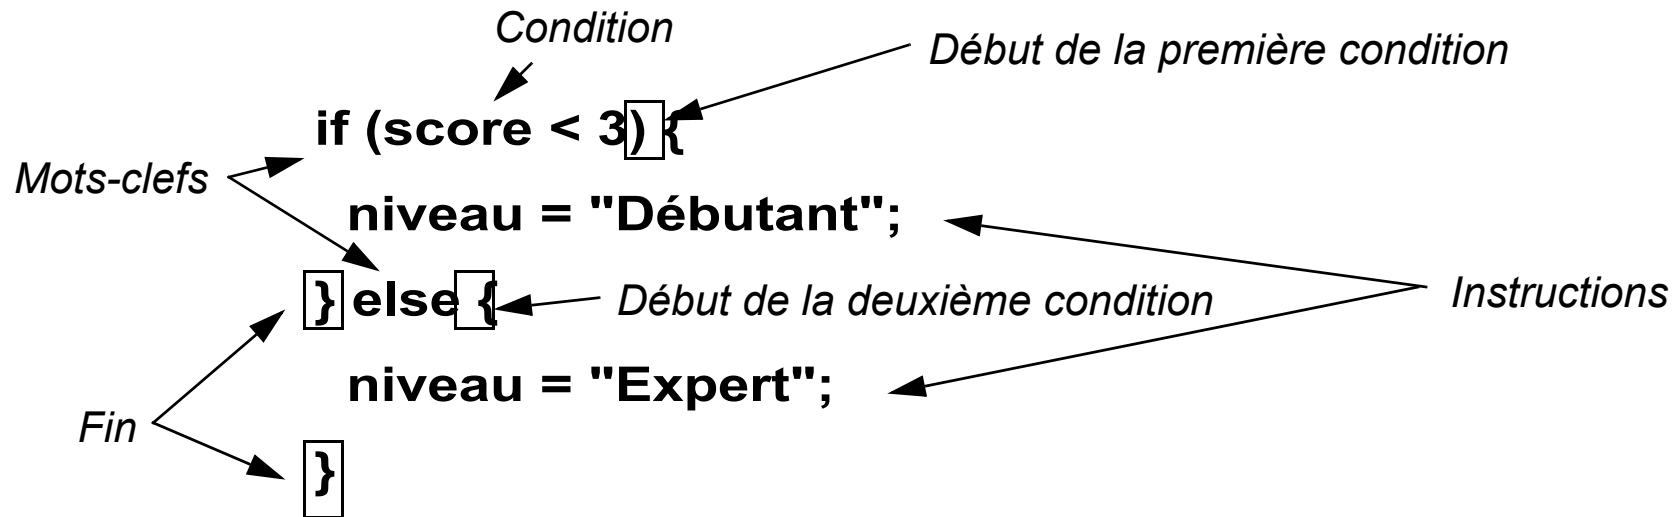 Condition
Début de la première condition
if (score < 3) {
Mots-clefs
niveau = "Débutant";
} else {
Début de la deuxième condition
Instructions
niveau = "Expert";
Fin
}